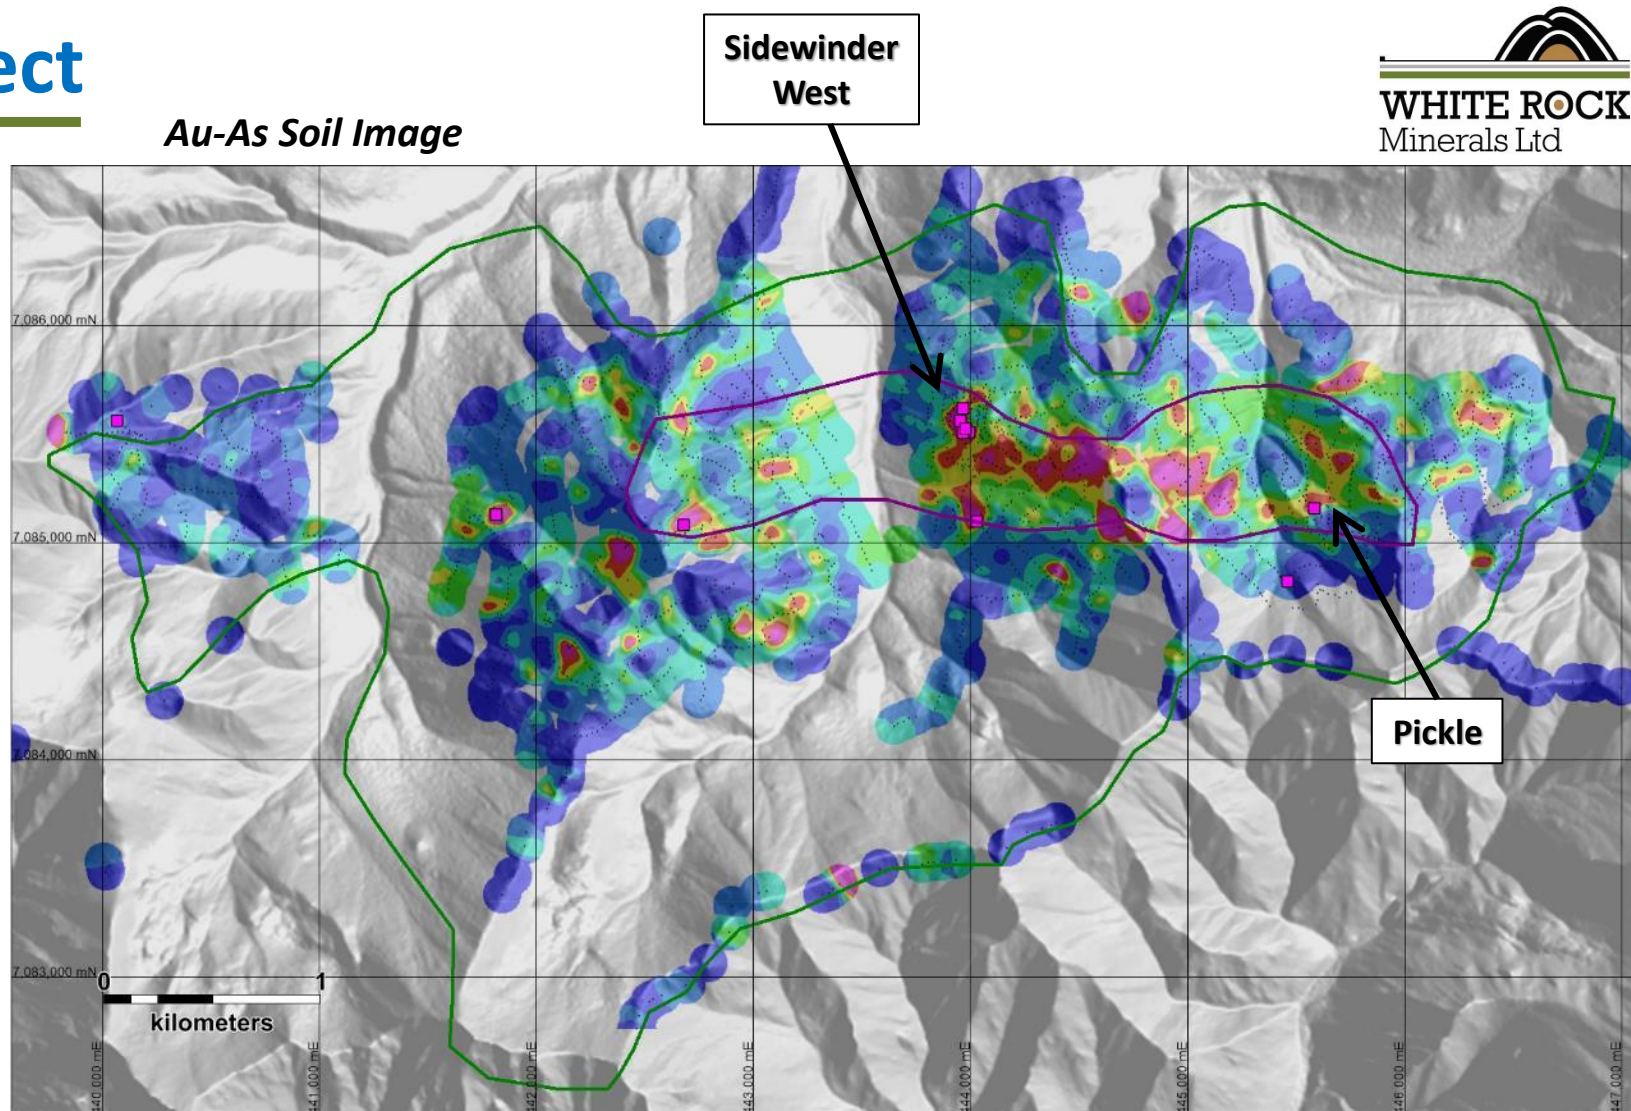 ect
Sidewinder
West
WHITE ROCK
Minerals Ltd
Au-As Soil Image
7,086,000 mN
7,085,000 mN
Pickle
7,084,000 mN
7,083,000 mN
0 1
kilometers
440,000 mE
441,000 mE
442,000 mE
443,000 mE
444,000 mE
445,000 mE
446,000 mE
447,000 mE